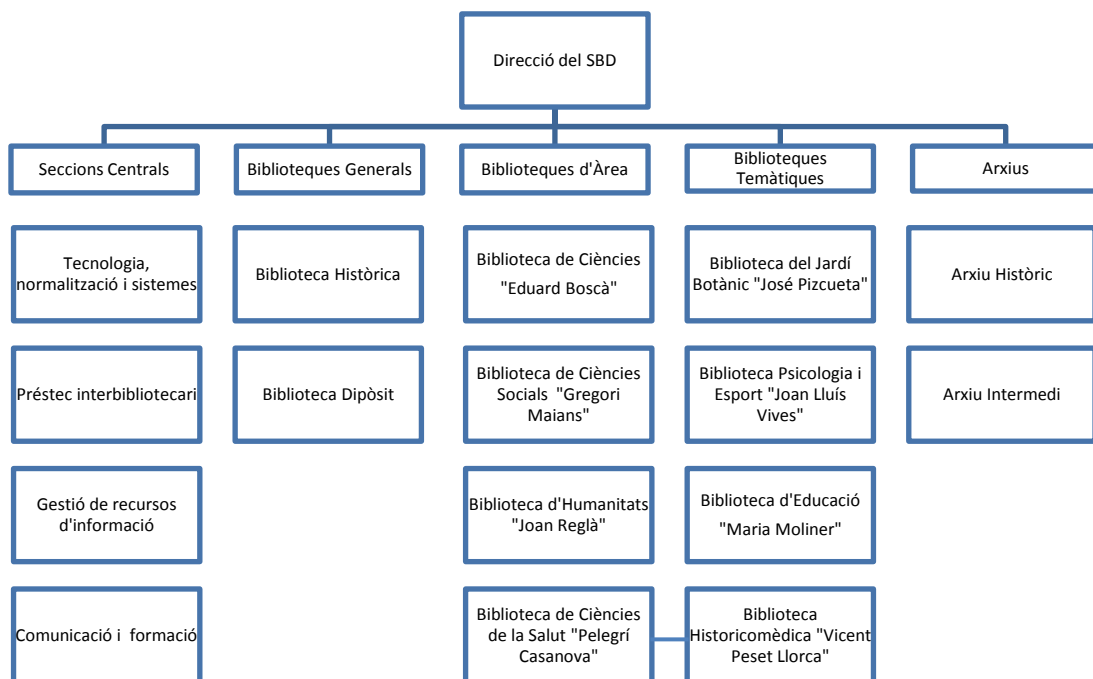 Direcció del SBD
Seccions Centrals
Biblioteques Generals
Biblioteques d'Àrea
Biblioteques
Temàtiques
Arxius
Tecnologia,
normalització i sistemes
Biblioteca Històrica
Biblioteca de Ciències
"Eduard Boscà"
Biblioteca del Jardí
Botànic "José Pizcueta"
Arxiu Històric
Préstec interbibliotecari
Biblioteca Dipòsit
Biblioteca de Ciències
Socials "Gregori
Maians"
Biblioteca Psicologia i
Esport "Joan Lluís
Vives"
Arxiu Intermedi
Gestió de recursos
d'informació
Biblioteca d'Humanitats
"Joan Reglà"
Biblioteca d'Educació
"Maria Moliner"
Comunicació i formació
Biblioteca de Ciències
de la Salut "Pelegrí
Casanova"
Biblioteca
Historicomèdica "Vicent
Peset Llorca"